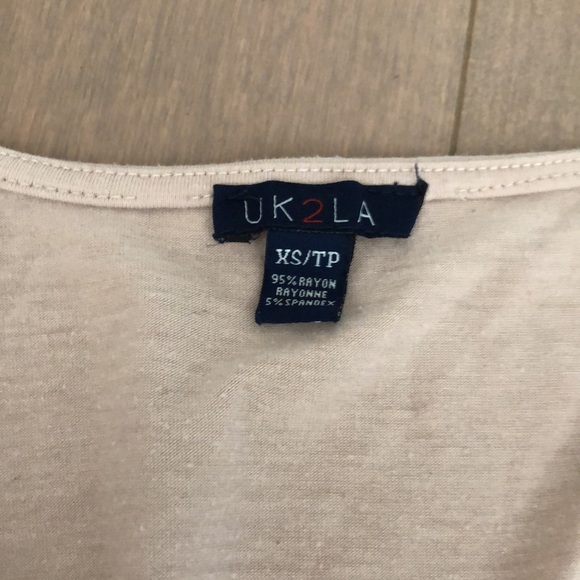 UK2LA
XS/TP
95% RAYON
RAYONNE
5% SPANDEX